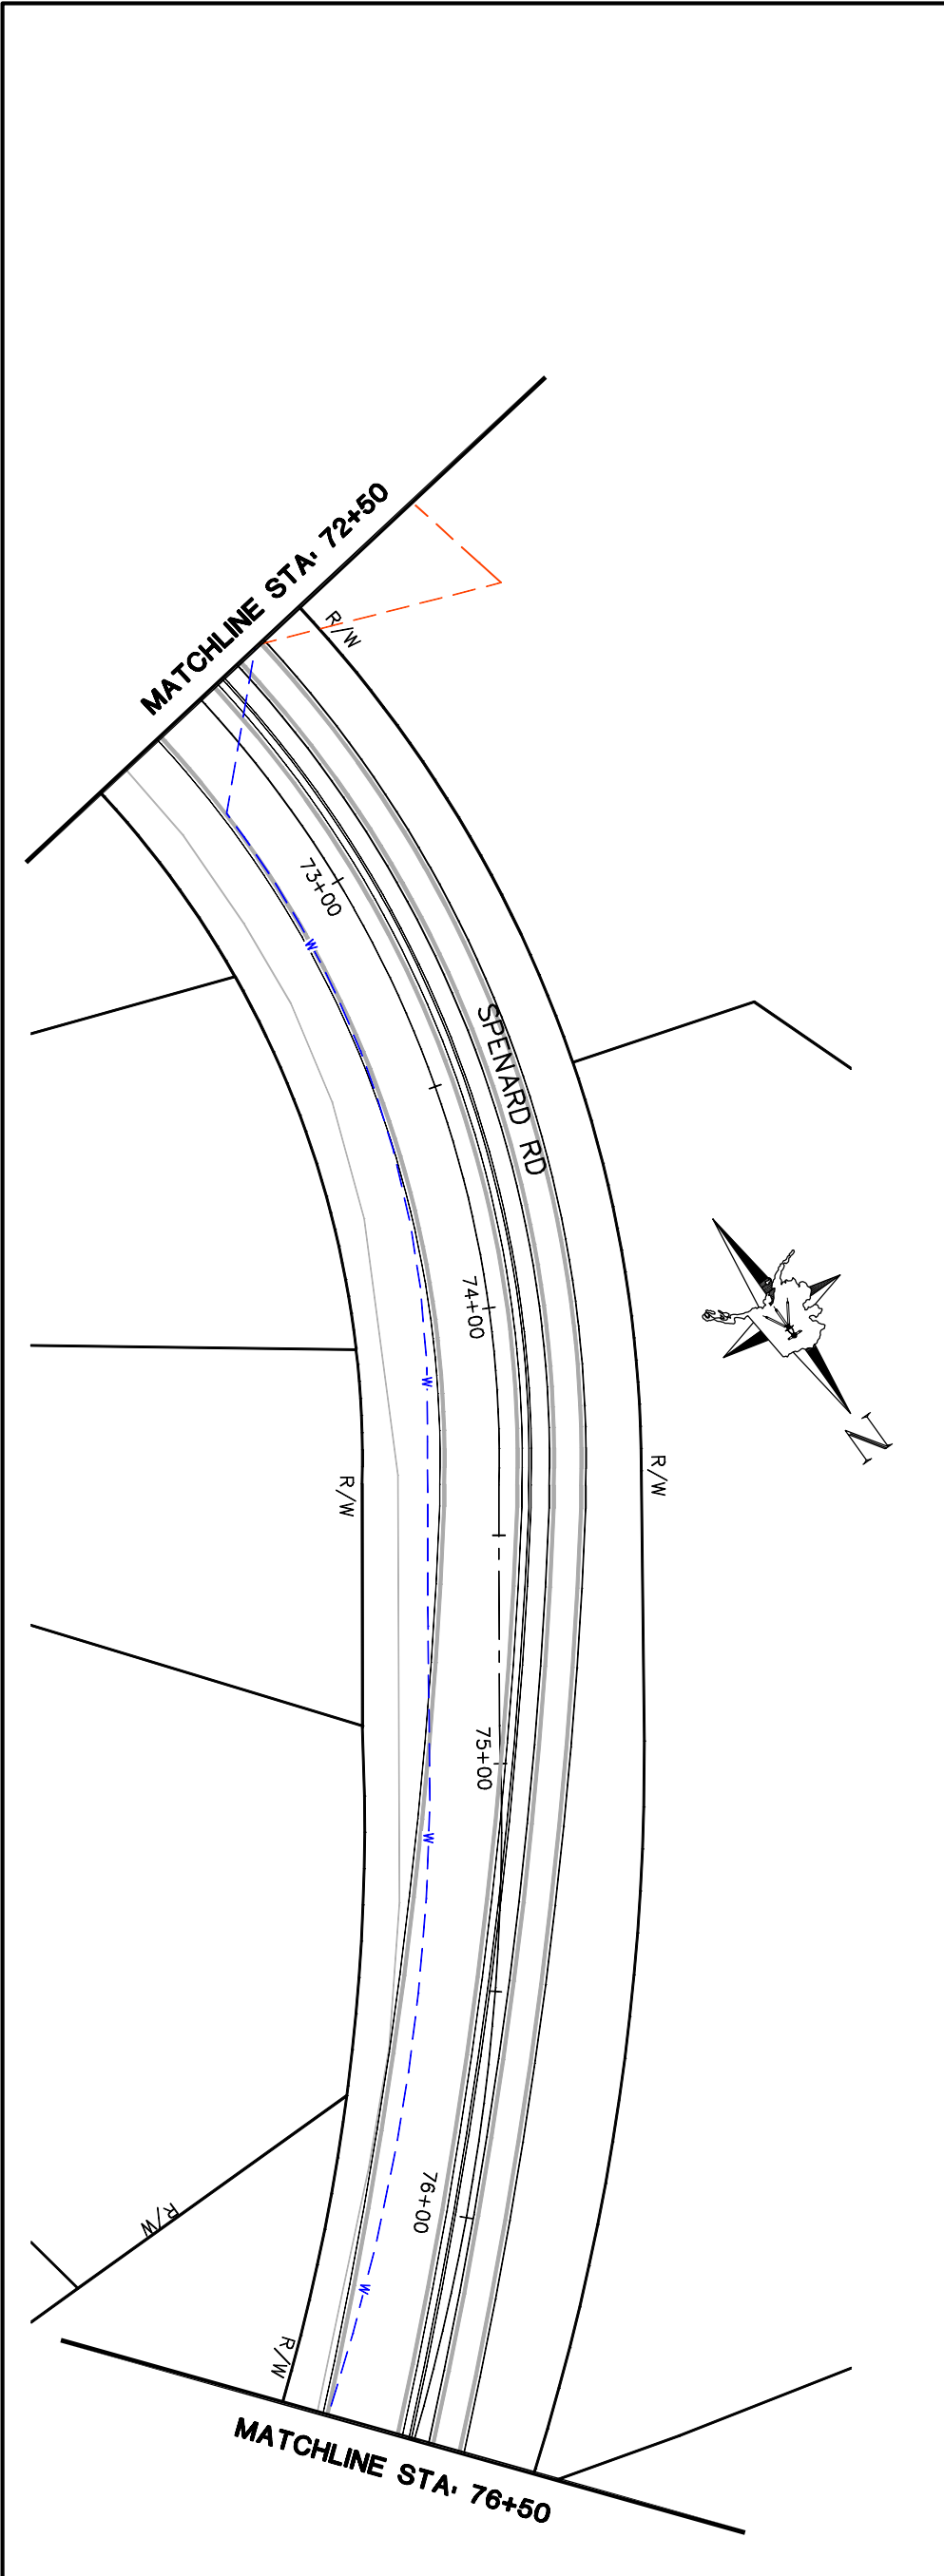 MATCHLINE STA: 72+50
R/W
73+00
W
SPENARD RD
74+00
W
N
R/W
R/W
75+00
W
76+00
R/W
W
R/W
MATCHLINE STA: 76+50